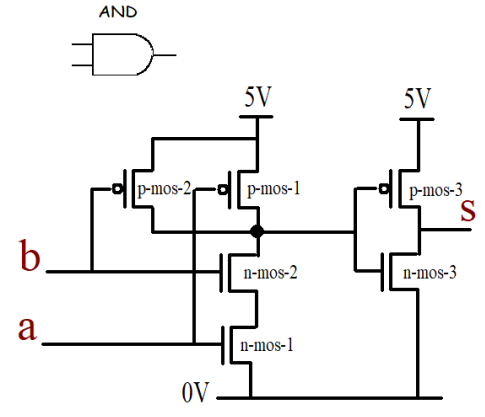 AND
5V
5V
p-mos-2
p-mos-1
p-mos-3
s
b
n-mos-2
n-mos-3
a
n-mos-1
0V